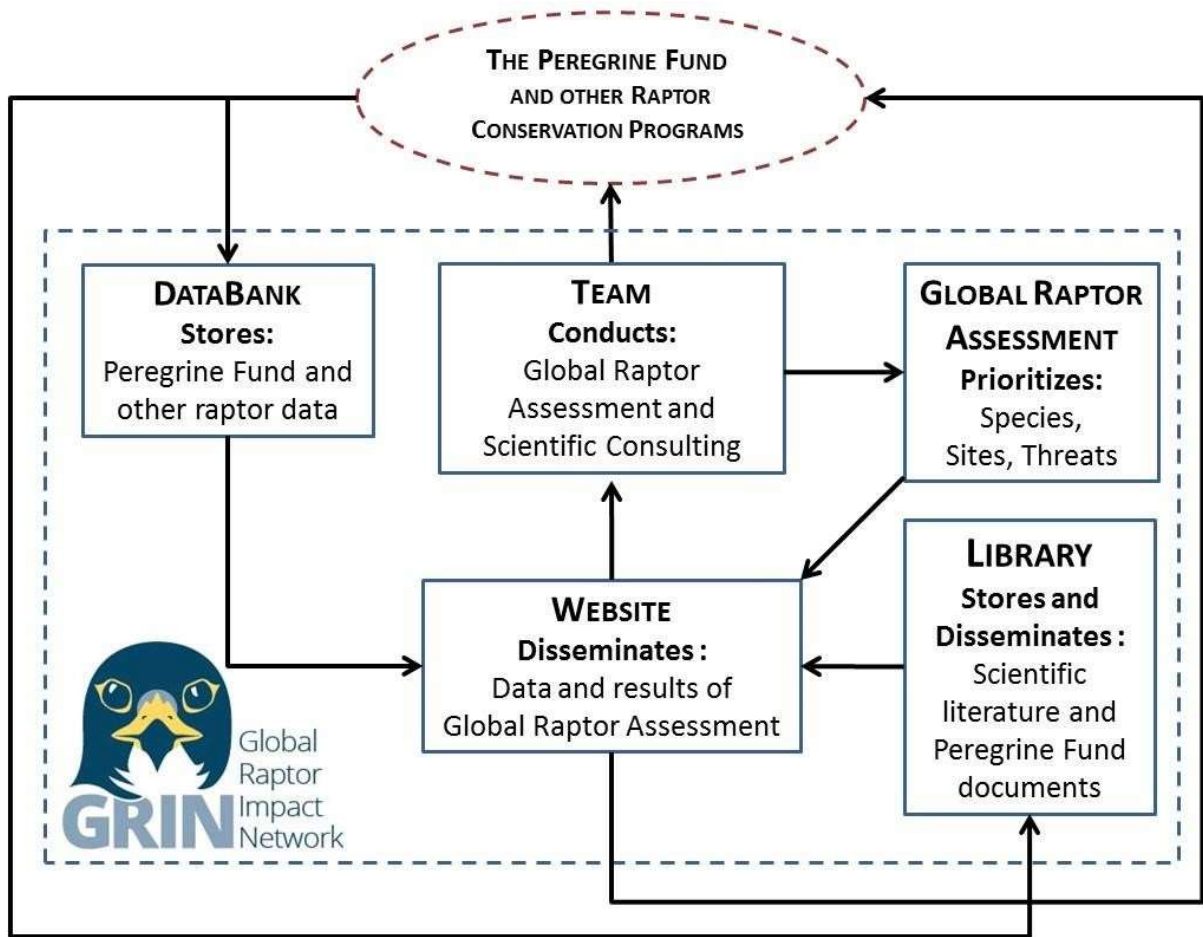 THE PEREGRINE FUND
AND OTHER RAPTOR
CONSERVATION PROGRAMS
DATABANK
Stores:
Peregrine Fund and
other raptor data
TEAM
Conducts:
Global Raptor
Assessment and
Scientific Consulting
GLOBAL RAPTOR
ASSESSMENT
Prioritizes:
Species,
Sites, Threats
WEBSITE
Disseminates :
Data and results of
Global Raptor Assessment
LIBRARY
Stores and
Disseminates :
Scientific
literature and
Peregrine Fund
documents
GRIN
Global
Raptor
Impact
Network